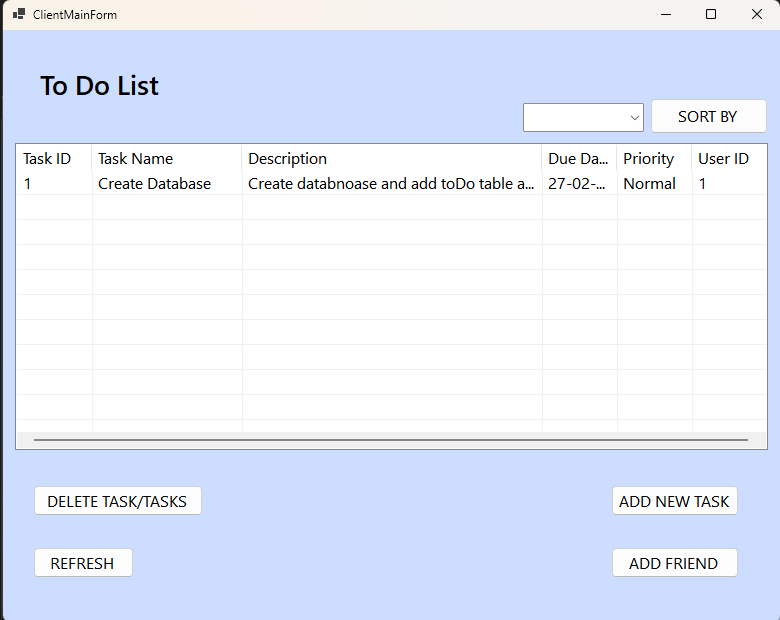 ClientMainForm
To Do List
SORT BY
Task ID Task Name Description Due Da... Priority User ID
1 Create Database Create databnoase and add toDo table a... 27-02-... Normal 1
DELETE TASK/TASKS ADD NEW TASK
REFRESH ADD FRIEND